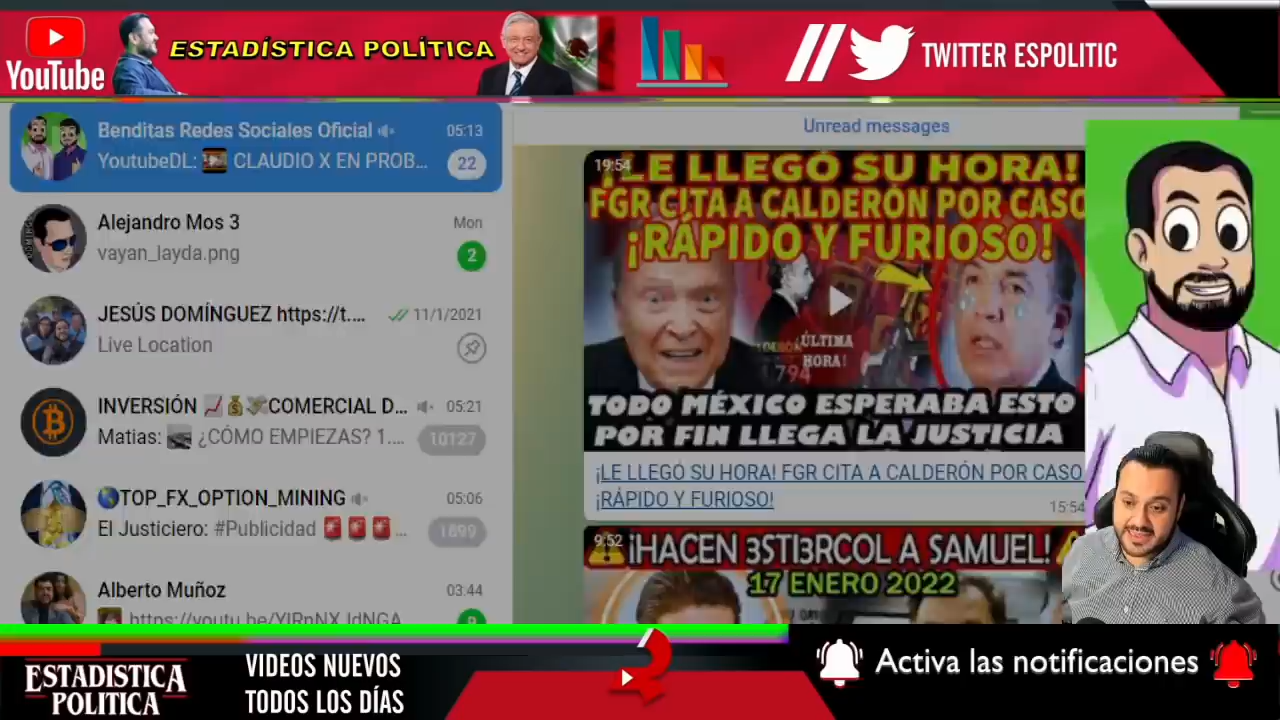 YouTube
ESTADÍSTICA POLÍTICA
TWITTER ESPOLITIC
Benditas Redes Sociales Oficial
05:13
YoutubeDL: CLAUDIO X EN PROB...
22
Alejandro Mos 3
Mon
vayan_layda.png
2
JESÚS DOMÍNGUEZ https://t....
11/1/2021
Live Location
INVERSIÓN COMERCIAL D...
05:21
Matias: ¿CÓMO EMPIEZAS? 1....
10127
TOP_FX_OPTION_MINING
05:06
El Justiciero: #Publicidad ...
1899
Alberto Muñoz
03:44
Unread messages
19:54
¡LE LLEGÓ SU HORA!
FGR CITA A CALDERÓN POR CASO
¡RÁPIDO Y FURIOSO!
¡ÚLTIMA
HORA!
TODO MÉXICO ESPERABA ESTO
POR FIN LLEGA LA JUSTICIA
¡LE LLEGÓ SU HORA! FGR CITA A CALDERÓN POR CASO
¡RÁPIDO Y FURIOSO!
15:54
9:52
¡HACEN 3STI3RCOL A SAMUEL!
17 ENERO 2022
ESTADISTICA
POLÍTICA
VIDEOS NUEVOS
TODOS LOS DÍAS
Activa las notificaciones